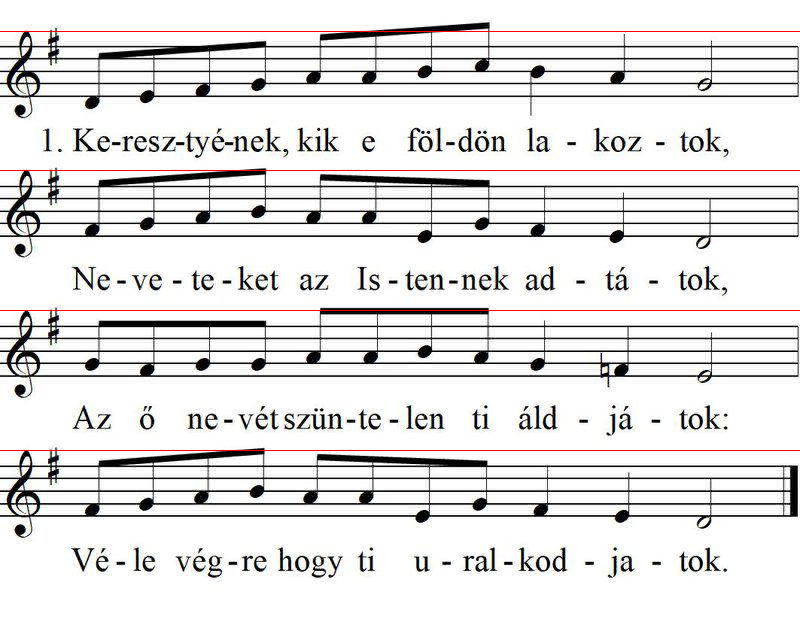 1. Ke-resz-tyé-nek, kik e föl-dön la - koz - tok,
Ne - ve - te - ket az Is - ten - nek ad - tá - tok,
Az ő ne - vét szün - te - len ti áld - já - tok:
Vé - le vég - re hogy ti u - ral - kod - ja - tok.